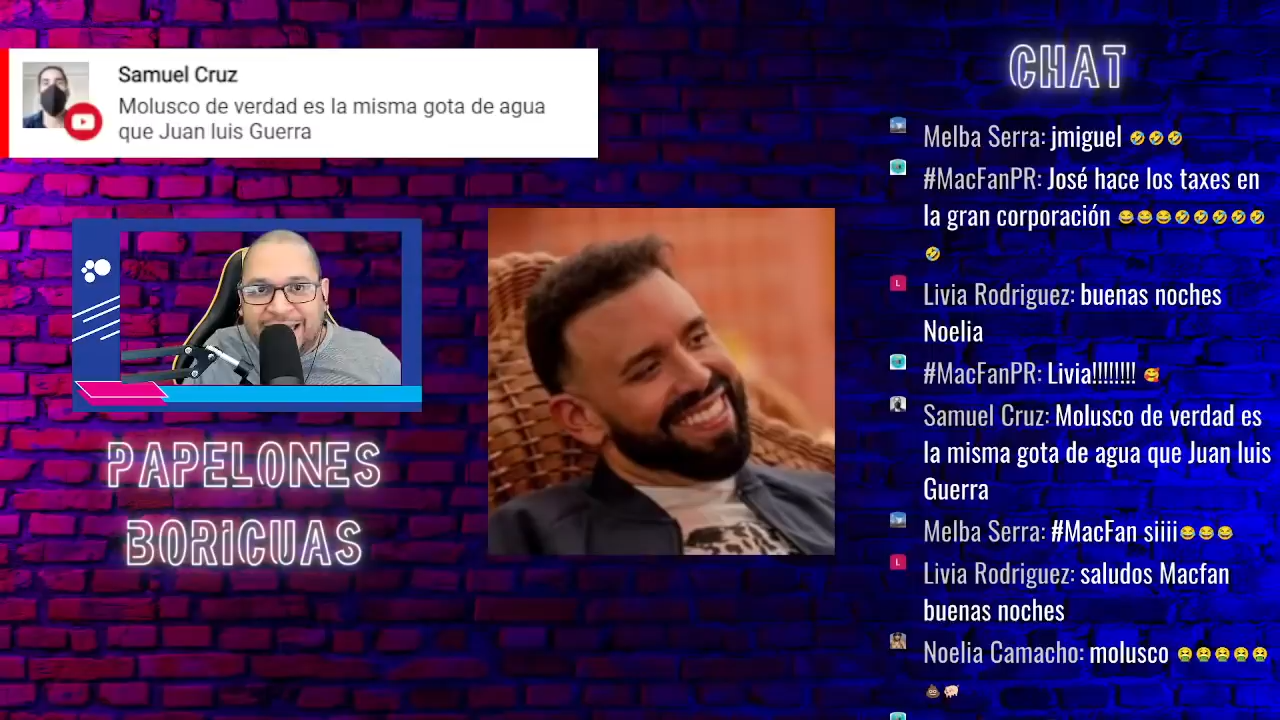 Samuel Cruz
Molusco de verdad es la misma gota de agua
que Juan luis Guerra
PAPELONES
BORICUAS
CHAT
Melba Serra: jmiguel 🤣🤣🤣
#MacFanPR: José hace los taxes en
la gran corporación 😂😂😂🤣🤣🤣🤣🤣
🤣
L
Livia Rodriguez: buenas noches
Noelia
#MacFanPR: Livia!!!!!!!! 🥰
Samuel Cruz: Molusco de verdad es
la misma gota de agua que Juan luis
Guerra
Melba Serra: #MacFan siiii😂😂😂
L
Livia Rodriguez: saludos Macfan
buenas noches
Noelia Camacho: molusco 🤮🤮🤮🤮🤮
💩🐖